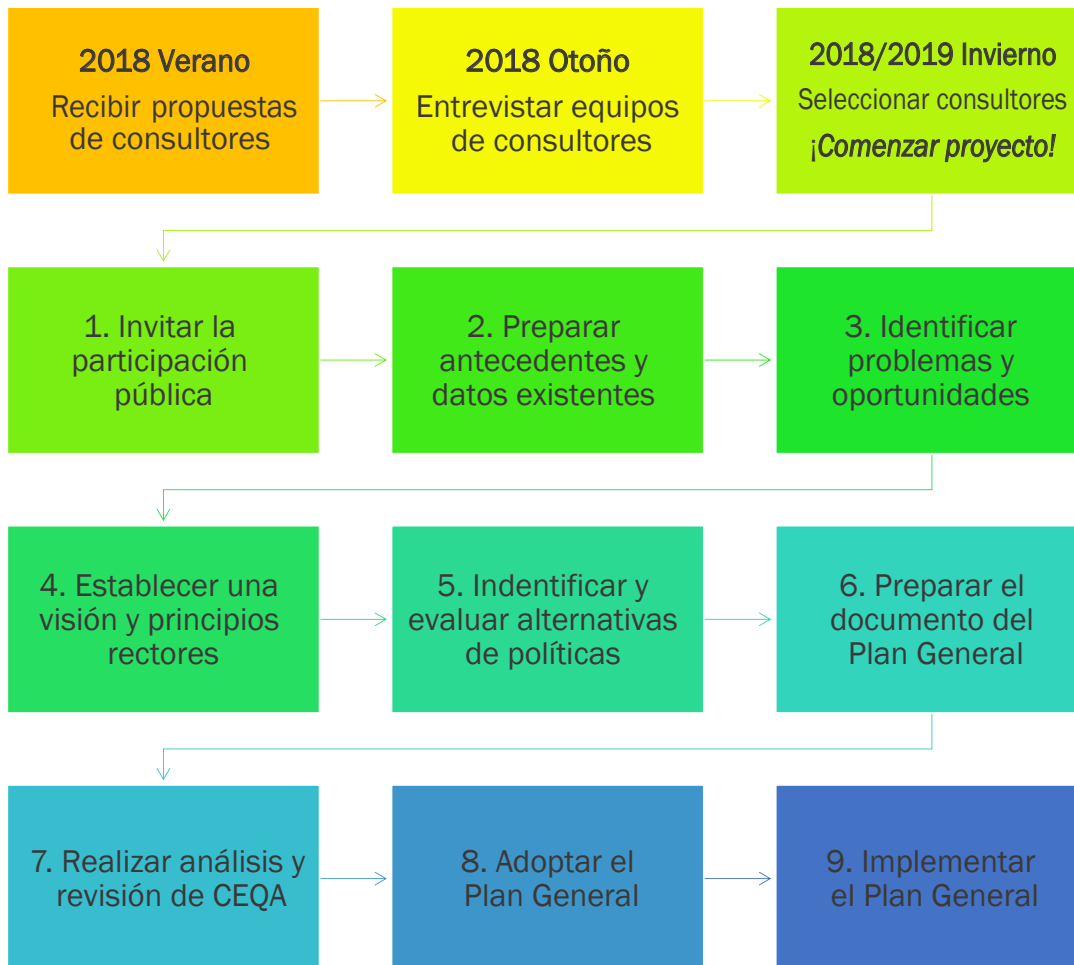 2018 Verano
Recibir propuestas
de consultores
2018 Otoño
Entrevistar equipos
de consultores
2018/2019 Invierno
Seleccionar consultores
¡Comenzar proyecto!
1. Invitar la
participación
pública
2. Preparar
antecedentes y
datos existentes
3. Identificar
problemas y
oportunidades
4. Establecer una
visión y principios
rectores
5. Indentificar y
evaluar alternativas
de políticas
6. Preparar el
documento del
Plan General
7. Realizar análisis y
revisión de CEQA
8. Adoptar el
Plan General
9. Implementar
el Plan General